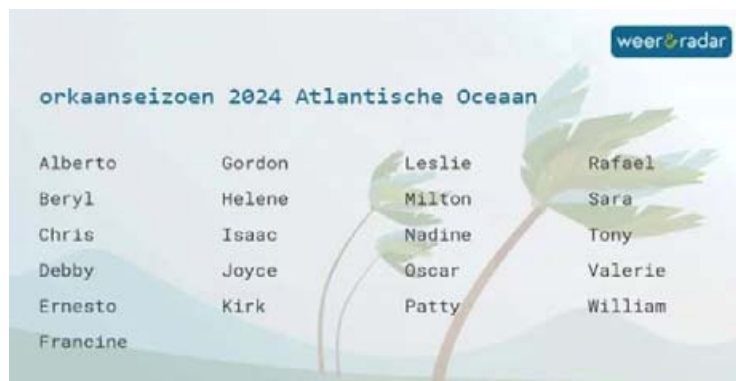 weer&radar
orkaanseizoen 2024 Atlantische Oceaan
Alberto
Beryl
Chris
Debby
Ernesto
Francine
Gordon
Helene
Isaac
Joyce
Kirk
Leslie
Milton
Nadine
Oscar
Patty
Rafael
Sara
Tony
Valerie
William